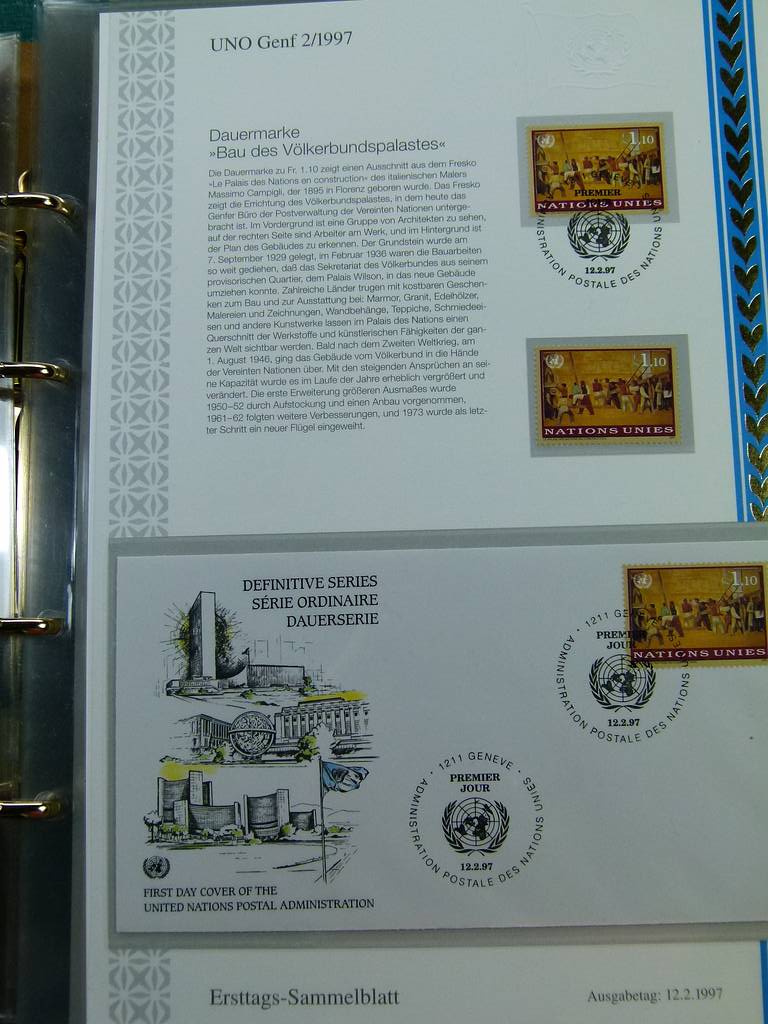 UNO Genf 2/1997
Dauermarke
»Bau des Völkerbundspalastes«
Die Dauermarke zu Fr. 1.10 zeigt einen Ausschnitt aus dem Fresko
«Le Palais des Nations en construction» des italienischen Malers
Massimo Campigli, der 1895 in Florenz geboren wurde. Das Fresko
zeigt die Errichtung des Völkerbundspalastes, in dem heute das
Genfer Büro der Postverwaltung der Vereinten Nationen unterge-
bracht ist. Im Vordergrund ist eine Gruppe von Architekten zu sehen,
auf der rechten Seite sind Arbeiter am Werk, und im Hintergrund ist
der Plan des Gebäudes zu erkennen. Der Grundstein wurde am
7. September 1929 gelegt, im Februar 1936 waren die Bauarbeiten
so weit gediehen, daß das Sekretariat des Völkerbundes aus seinem
provisorischen Quartier, dem Palais Wilson, in das neue Gebäude
umziehen konnte. Zahlreiche Länder trugen mit kostbaren Geschen-
ken zum Bau und zur Ausstattung bei: Marmor, Granit, Edelhölzer,
Malereien und Zeichnungen, Wandbehänge, Teppiche, Schmiedeei-
sen und andere Kunstwerke lassen im Palais des Nations einen
Querschnitt der Werkstoffe und künstlerischen Fähigkeiten der gan-
zen Welt sichtbar werden. Bald nach dem Zweiten Weltkrieg, am
1. August 1946, ging das Gebäude vom Völkerbund in die Hände
der Vereinten Nationen über. Mit den steigenden Ansprüchen an sei-
ne Kapazität wurde es im Laufe der Jahre erheblich vergrößert und
verändert. Die erste Erweiterung größeren Ausmaßes wurde
1950–52 durch Aufstockung und einen Anbau vorgenommen,
1961–62 folgten weitere Verbesserungen, und 1973 wurde als letz-
ter Schritt ein neuer Flügel eingeweiht.
1.10
PREMIER
NATIONS UNIES
12.2.97
ADMINISTRATION POSTALE DES NATIONS UNIES
1.10
NATIONS UNIES
DEFINITIVE SERIES
SÉRIE ORDINAIRE
DAUERSERIE
1.10
NATIONS UNIES
1211 GENEVE
PREMIER
JOUR
12.2.97
ADMINISTRATION POSTALE DES NATIONS UNIES
1211 GENEVE
PREMIER
JOUR
12.2.97
ADMINISTRATION POSTALE DES NATIONS UNIES
FIRST DAY COVER OF THE
UNITED NATIONS POSTAL ADMINISTRATION
Ersttags-Sammelblatt
Ausgabetag: 12.2.1997